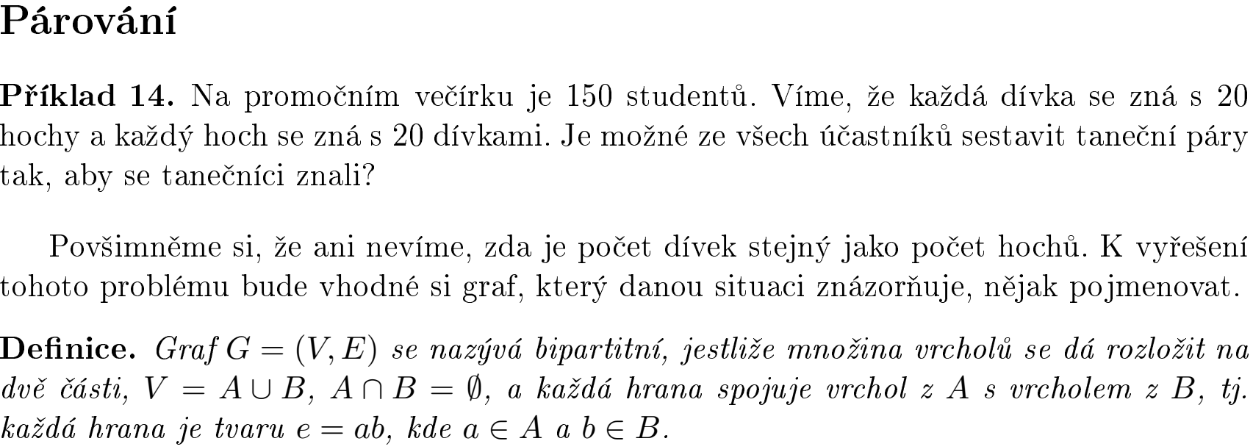 Párování
Příklad 14. Na promočním večírku je 150 studentů. Víme, že každá dívka se zná s 20
hochy a každý hoch se zná s 20 dívkami. Je možné ze všech účastníků sestavit taneční páry
tak, aby se tanečníci znali?
Povšimněme si, že ani nevíme, zda je počet dívek stejný jako počet hochů. K vyřešení
tohoto problému bude vhodné si graf, který danou situaci znázorňuje, nějak pojmenovat.
Definice. Graf G = (V, E) se nazývá bipartitní, jestliže množina vrcholů se dá rozložit na
dvě části, V = A ∪ B, A ∩ B = ∅, a každá hrana spojuje vrchol z A s vrcholem z B, tj.
každá hrana je tvaru e = ab, kde a ∈ A a b ∈ B.